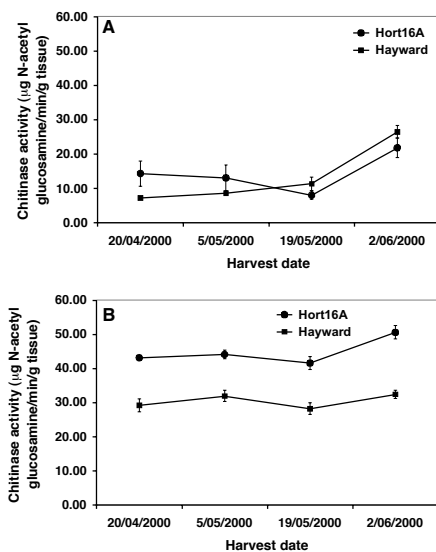 A
Hort16A
Hayward
Chitinase activity (µg N-acetyl
glucosamine/min/g tissue)
60.00
50.00
40.00
30.00
20.00
10.00
0.00
20/04/2000 5/05/2000 19/05/2000 2/06/2000
Harvest date
B
Hort16A
Hayward
Chitinase activity (µg N-acetyl
glucosamine/min/g tissue)
60.00
50.00
40.00
30.00
20.00
10.00
0.00
20/04/2000 5/05/2000 19/05/2000 2/06/2000
Harvest date